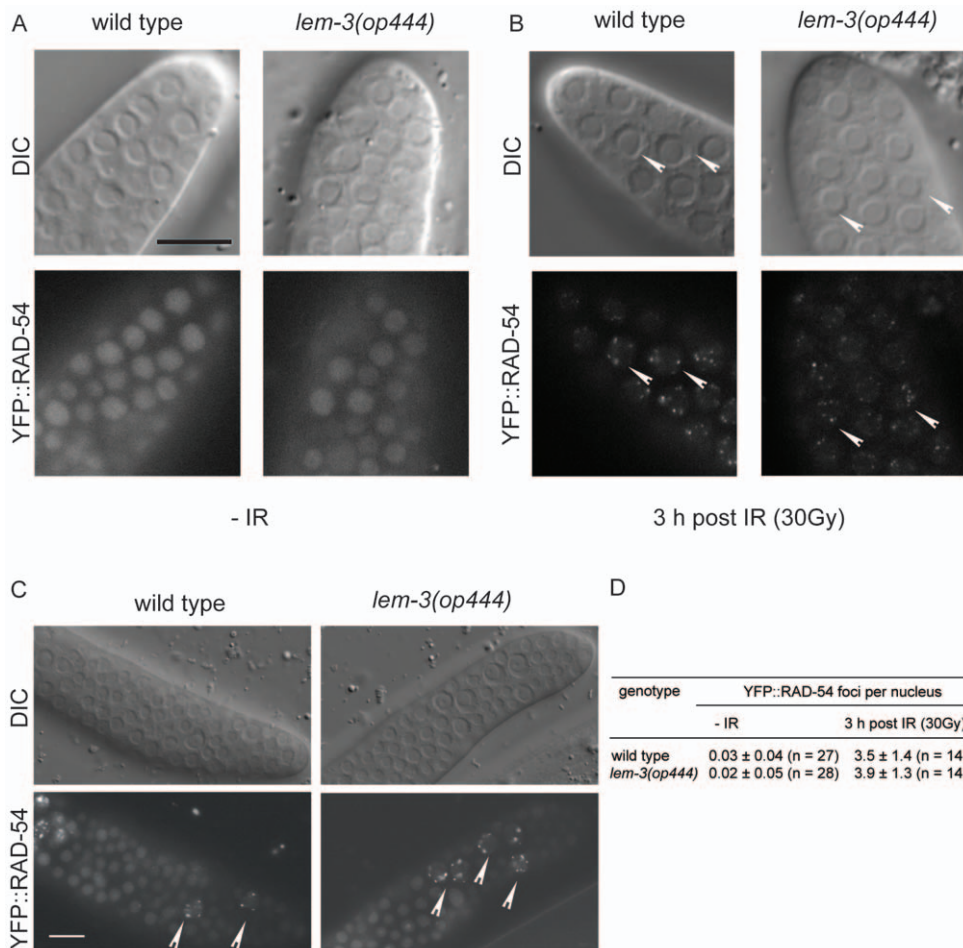 A
wild type
lem-3(op444)
B
wild type
lem-3(op444)
DIC
DIC
YFP::RAD-54
YFP::RAD-54
- IR
3 h post IR (30Gy)
C
wild type
lem-3(op444)
DIC
YFP::RAD-54
D
genotype YFP::RAD-54 foci per nucleus
- IR 3 h post IR (30Gy)
wild type 0.03 ± 0.04 (n = 27) 3.5 ± 1.4 (n = 14
lem-3(op444) 0.02 ± 0.05 (n = 28) 3.9 ± 1.3 (n = 14